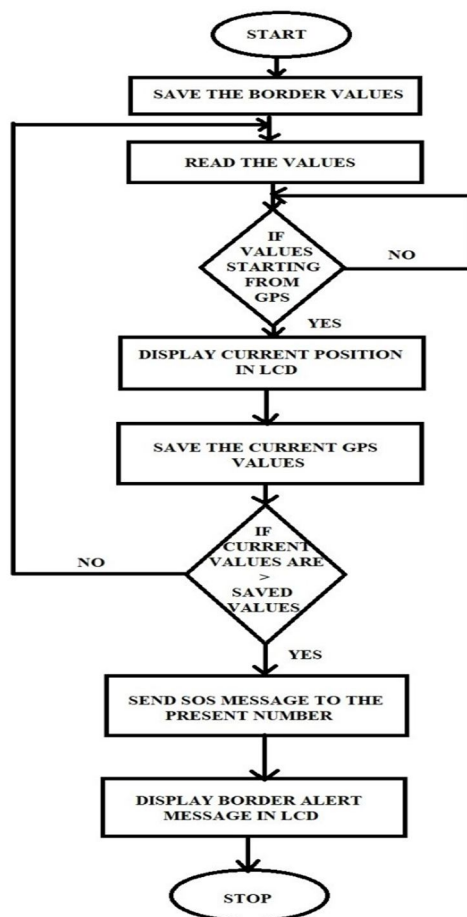 START
SAVE THE BORDER VALUES
READ THE VALUES
IF
VALUES
STARTING
FROM
GPS
NO
YES
DISPLAY CURRENT POSITION
IN LCD
SAVE THE CURRENT GPS
VALUES
IF
CURRENT
VALUES ARE
>
SAVED
VALUES
NO
YES
SEND SOS MESSAGE TO THE
PRESENT NUMBER
DISPLAY BORDER ALERT
MESSAGE IN LCD
STOP